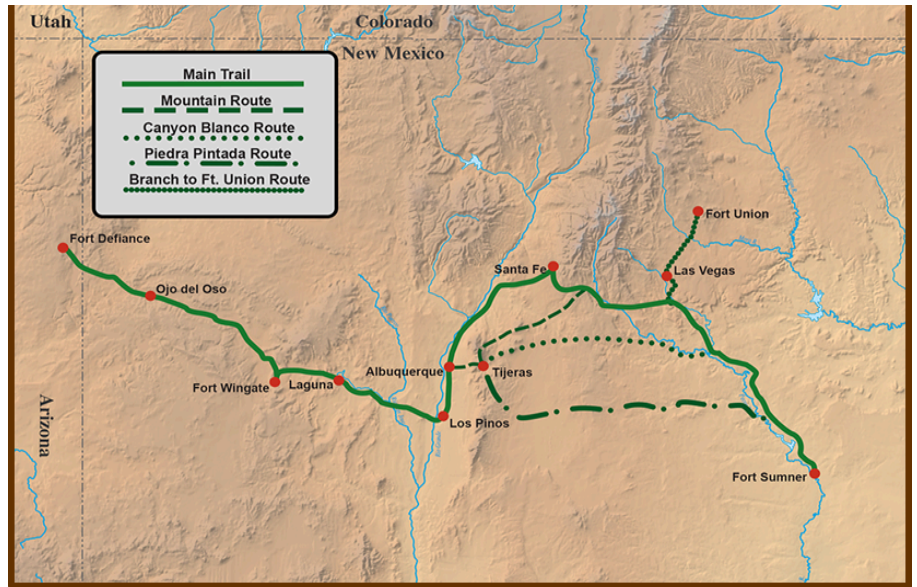 Utah
Colorado
New Mexico
Main Trail
Mountain Route
Canyon Blanco Route
Piedra Pintada Route
Branch to Ft. Union Route
Fort Union
Fort Defiance
Santa Fe
Las Vegas
Ojo del Oso
Albuquerque
Tijeras
Fort Wingate
Laguna
Arizona
Los Pinos
Fort Sumner